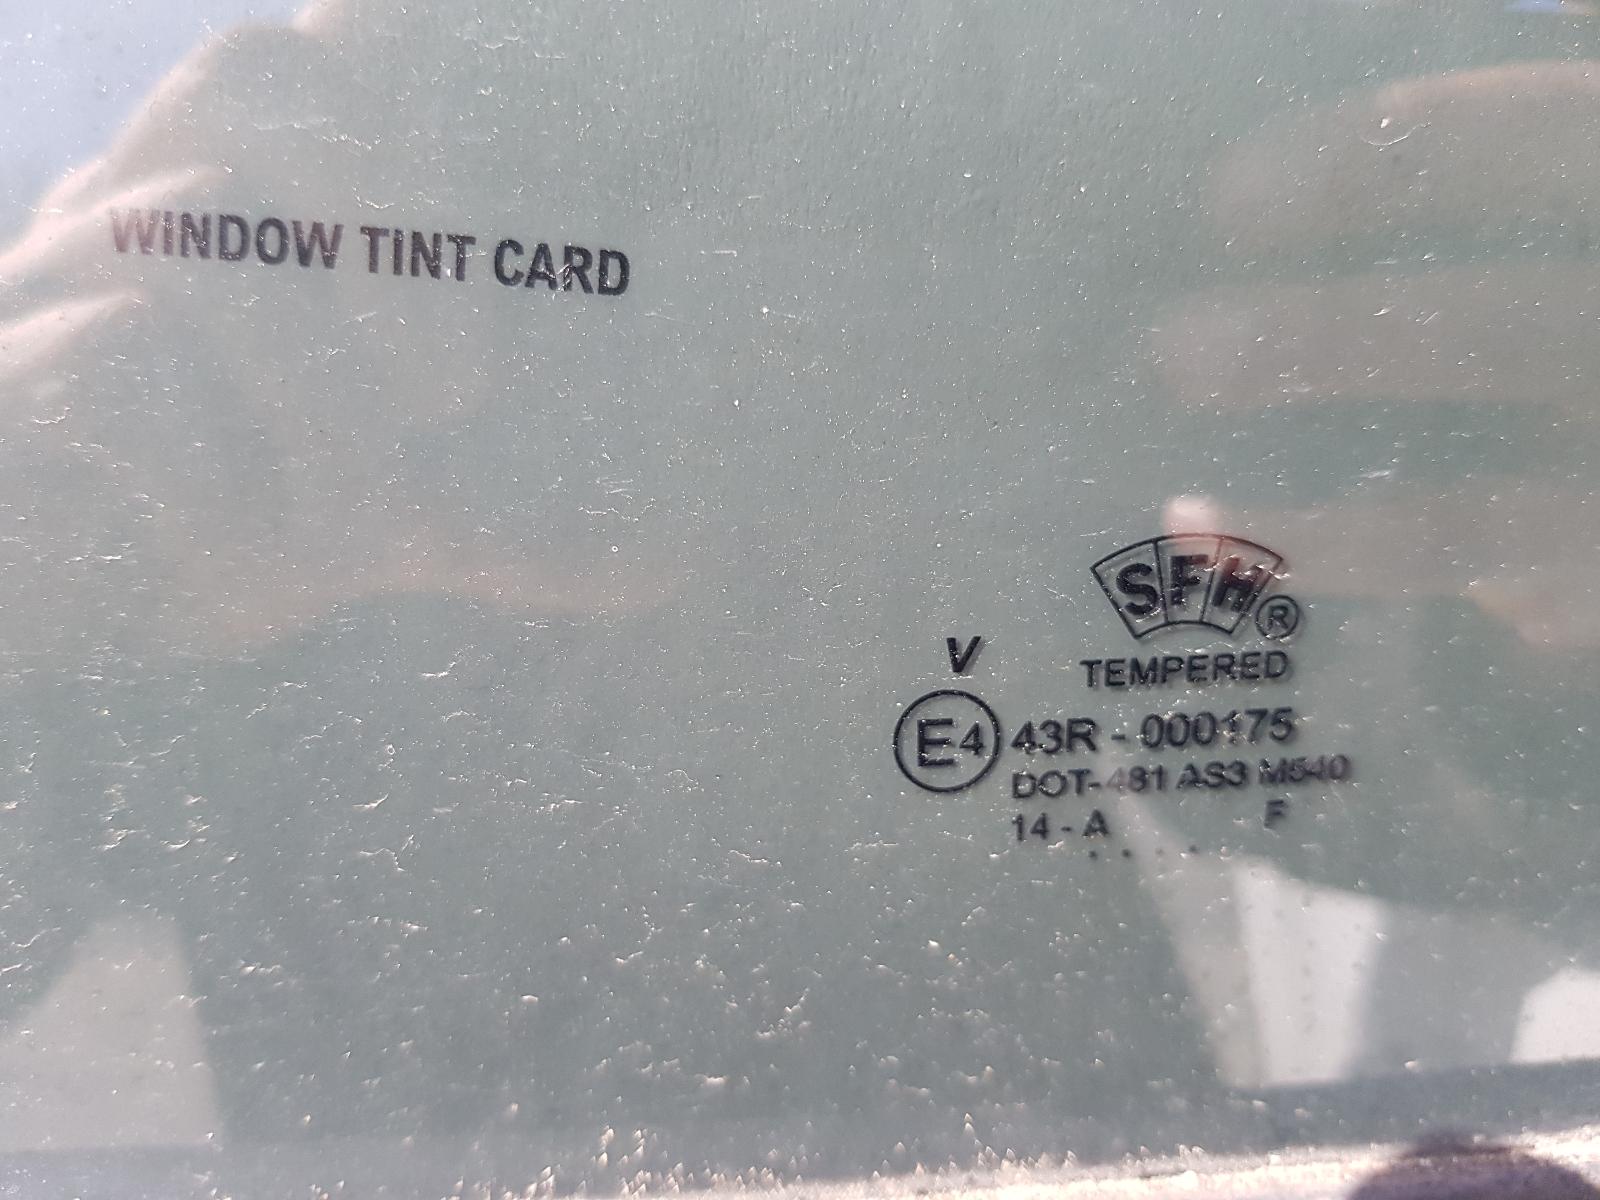 WINDOW TINT CARD
SFH®
TEMPERED
V
E4 43R - 000175
DOT-481 AS3 M540
14 - A F
. . . .